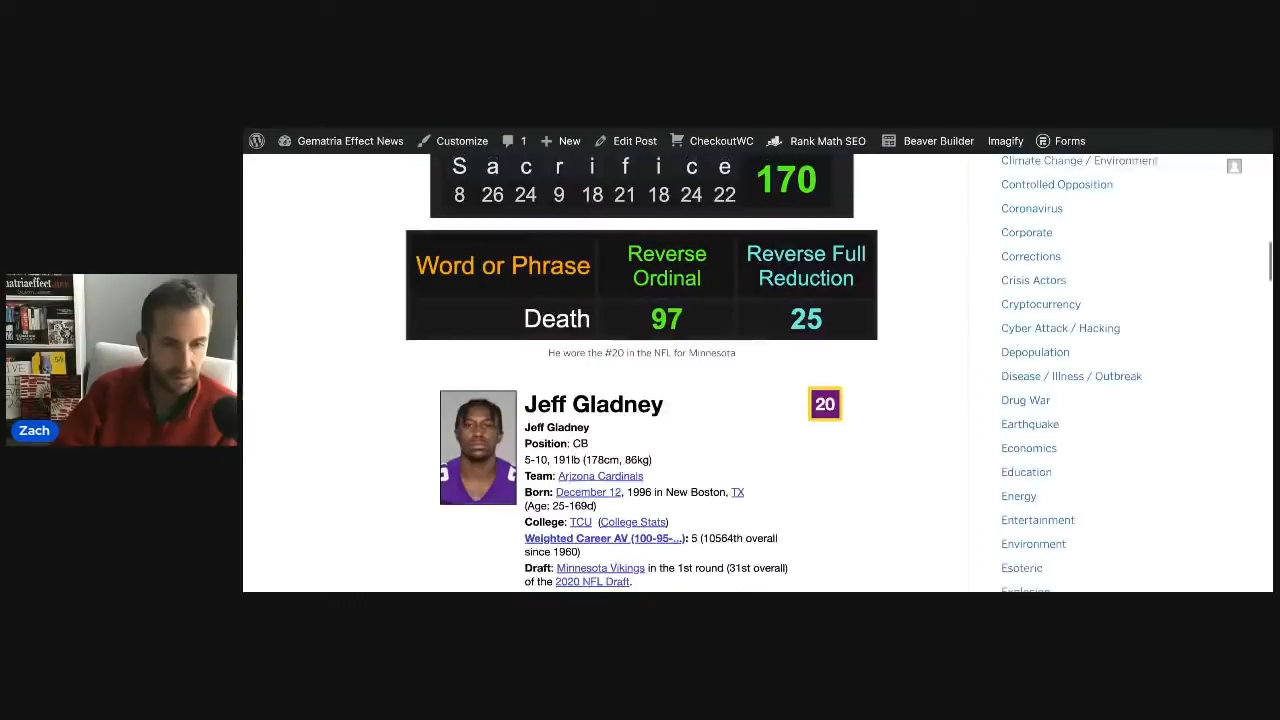 Gematria Effect News Customize 1 New Edit Post CheckoutWC Rank Math SEO Beaver Builder Imagify Forms
S a c r i f i c e
8 26 24 9 18 21 18 24 22
170
Word or Phrase Reverse Ordinal Reverse Full Reduction
Death 97 25
He wore the #20 in the NFL for Minnesota
Jeff Gladney
20
Jeff Gladney
Position: CB
5-10, 191lb (178cm, 86kg)
Team: Arizona Cardinals
Born: December 12, 1996 in New Boston, TX
(Age: 25-169d)
College: TCU (College Stats)
Weighted Career AV (100-95-...): 5 (10564th overall
since 1960)
Draft: Minnesota Vikings in the 1st round (31st overall)
of the 2020 NFL Draft.
Climate Change / Environment
Controlled Opposition
Coronavirus
Corporate
Corrections
Crisis Actors
Cryptocurrency
Cyber Attack / Hacking
Depopulation
Disease / Illness / Outbreak
Drug War
Earthquake
Economics
Education
Energy
Entertainment
Environment
Esoteric
Explosion
Zach